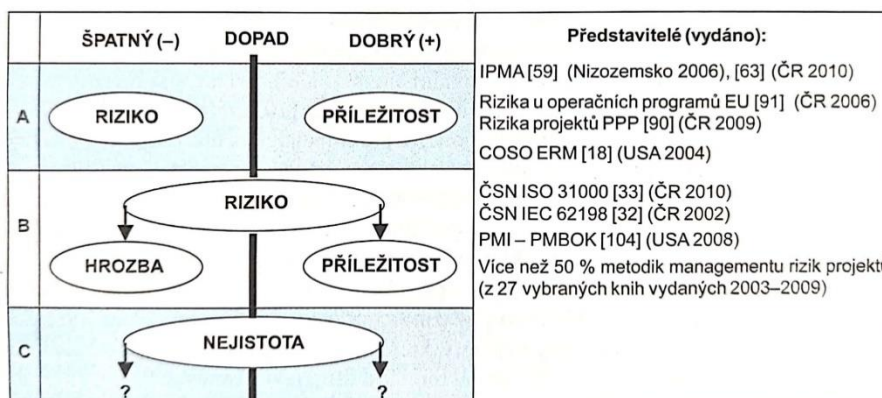 ŠPATNÝ (–) DOPAD DOBRÝ (+)
Představitelé (vydáno):
A
RIZIKO
PŘÍLEŽITOST
IPMA [59] (Nizozemsko 2006), [63] (ČR 2010)
Rizika u operačních programů EU [91] (ČR 2006)
Rizika projektů PPP [90] (ČR 2009)
COSO ERM [18] (USA 2004)
B
RIZIKO
HROZBA
PŘÍLEŽITOST
ČSN ISO 31000 [33] (ČR 2010)
ČSN IEC 62198 [32] (ČR 2002)
PMI – PMBOK [104] (USA 2008)
Více než 50 % metodik managementu rizik projektů
(z 27 vybraných knih vydaných 2003–2009)
C
NEJISTOTA
? ?